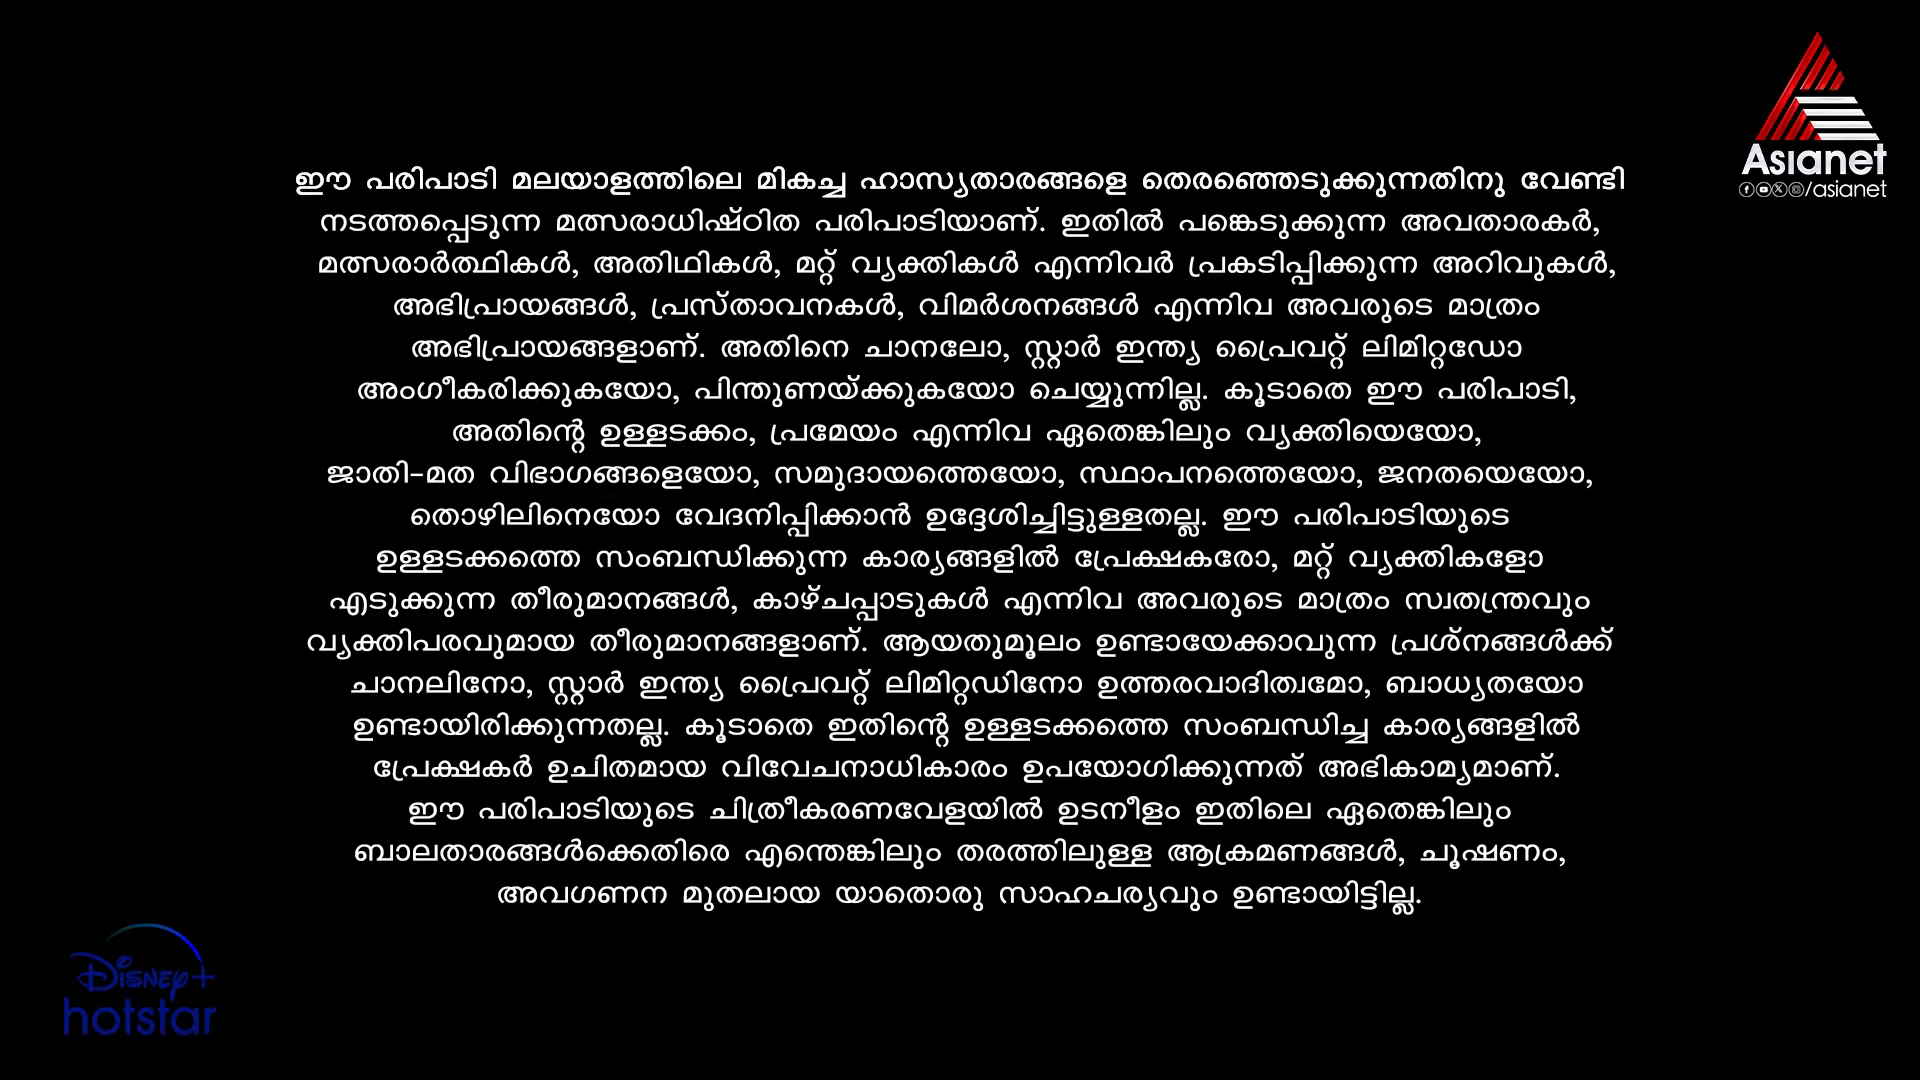 Asianet
/asianet
ഈ പരിപാടി മലയാളത്തിലെ മികച്ച ഹാസ്യതാരങ്ങളെ തെരഞ്ഞെടുക്കുന്നതിനു വേണ്ടി
നടത്തപ്പെടുന്ന മത്സരാധിഷ്ഠിത പരിപാടിയാണ്. ഇതിൽ പങ്കെടുക്കുന്ന അവതാരകർ,
മത്സരാർത്ഥികൾ, അതിഥികൾ, മറ്റ് വ്യക്തികൾ എന്നിവർ പ്രകടിപ്പിക്കുന്ന അറിവുകൾ,
അഭിപ്രായങ്ങൾ, പ്രസ്താവനകൾ, വിമർശനങ്ങൾ എന്നിവ അവരുടെ മാത്രം
അഭിപ്രായങ്ങളാണ്. അതിനെ ചാനലോ, സ്റ്റാർ ഇന്ത്യ പ്രൈവറ്റ് ലിമിറ്റഡോ
അംഗീകരിക്കുകയോ, പിന്തുണയ്ക്കുകയോ ചെയ്യുന്നില്ല. കൂടാതെ ഈ പരിപാടി,
അതിന്റെ ഉള്ളടക്കം, പ്രമേയം എന്നിവ ഏതെങ്കിലും വ്യക്തിയെയോ,
ജാതി-മത വിഭാഗങ്ങളെയോ, സമുദായത്തെയോ, സ്ഥാപനത്തെയോ, ജനതയെയോ,
തൊഴിലിനെയോ വേദനിപ്പിക്കാൻ ഉദ്ദേശിച്ചിട്ടുള്ളതല്ല. ഈ പരിപാടിയുടെ
ഉള്ളടക്കത്തെ സംബന്ധിക്കുന്ന കാര്യങ്ങളിൽ പ്രേക്ഷകരോ, മറ്റ് വ്യക്തികളോ
എടുക്കുന്ന തീരുമാനങ്ങൾ, കാഴ്ചപ്പാടുകൾ എന്നിവ അവരുടെ മാത്രം സ്വതന്ത്രവും
വ്യക്തിപരവുമായ തീരുമാനങ്ങളാണ്. ആയതുമൂലം ഉണ്ടായേക്കാവുന്ന പ്രശ്നങ്ങൾക്ക്
ചാനലിനോ, സ്റ്റാർ ഇന്ത്യ പ്രൈവറ്റ് ലിമിറ്റഡിനോ ഉത്തരവാദിത്വമോ, ബാധ്യതയോ
ഉണ്ടായിരിക്കുന്നതല്ല. കൂടാതെ ഇതിന്റെ ഉള്ളടക്കത്തെ സംബന്ധിച്ച കാര്യങ്ങളിൽ
പ്രേക്ഷകർ ഉചിതമായ വിവേചനാധികാരം ഉപയോഗിക്കുന്നത് അഭികാമ്യമാണ്.
ഈ പരിപാടിയുടെ ചിത്രീകരണവേളയിൽ ഉടനീളം ഇതിലെ ഏതെങ്കിലും
ബാലതാരങ്ങൾക്കെതിരെ എന്തെങ്കിലും തരത്തിലുള്ള ആക്രമണങ്ങൾ, ചൂഷണം,
അവഗണന മുതലായ യാതൊരു സാഹചര്യവും ഉണ്ടായിട്ടില്ല.
Disney+
hotstar